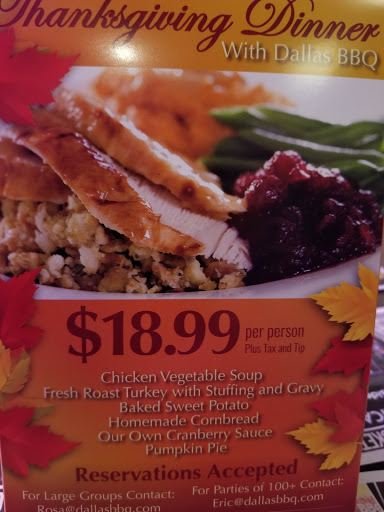 Thanksgiving Dinner
With Dallas BBQ
$18.99 per person
Plus Tax and Tip
Chicken Vegetable Soup
Fresh Roast Turkey with Stuffing and Gravy
Baked Sweet Potato
Homemade Cornbread
Our Own Cranberry Sauce
Pumpkin Pie
Reservations Accepted
For Large Groups Contact:
Rosa@dallasbbq.com
For Parties of 100+ Contact:
Eric@dallasbbq.com